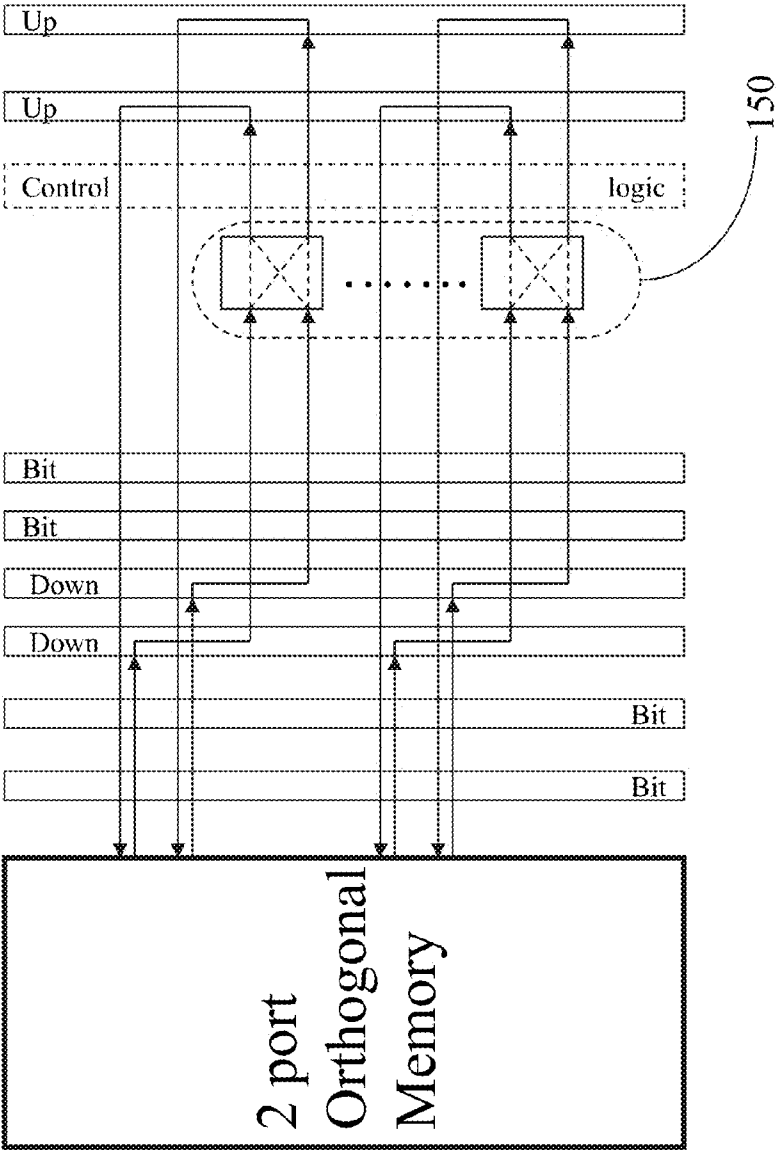 Up
Up
150
Control logic
Bit
Bit
Down
Down
Bit
Bit
2 port
Orthogonal
Memory